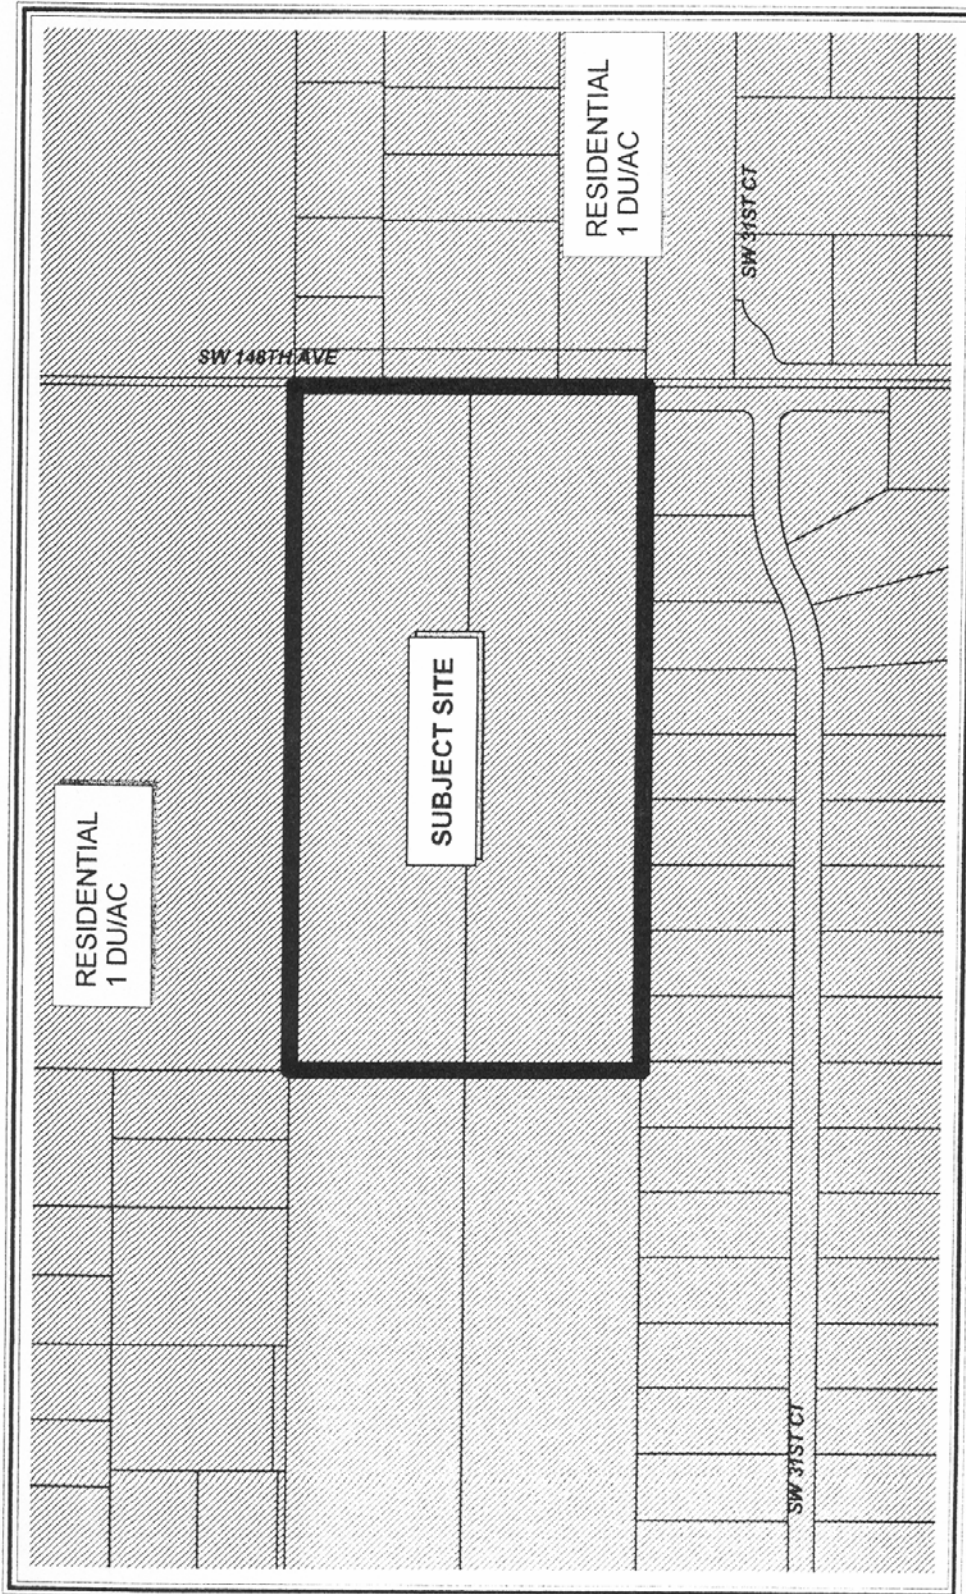 SW 148TH AVE
RESIDENTIAL
1 DU/AC
SW 31ST CT
SUBJECT SITE
RESIDENTIAL
1 DU/AC
SW 31ST CT